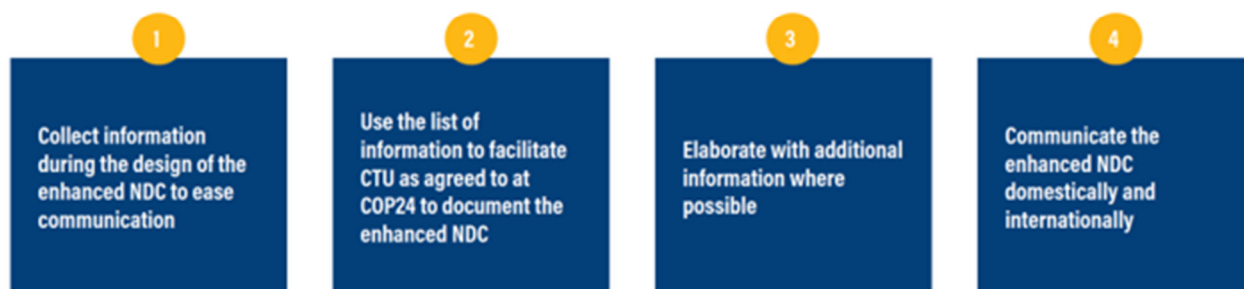 1
Collect information
during the design of the
enhanced NDC to ease
communication
2
Use the list of
information to facilitate
CTU as agreed to at
COP24 to document the
enhanced NDC
3
Elaborate with additional
information where
possible
4
Communicate the
enhanced NDC
domestically and
internationally